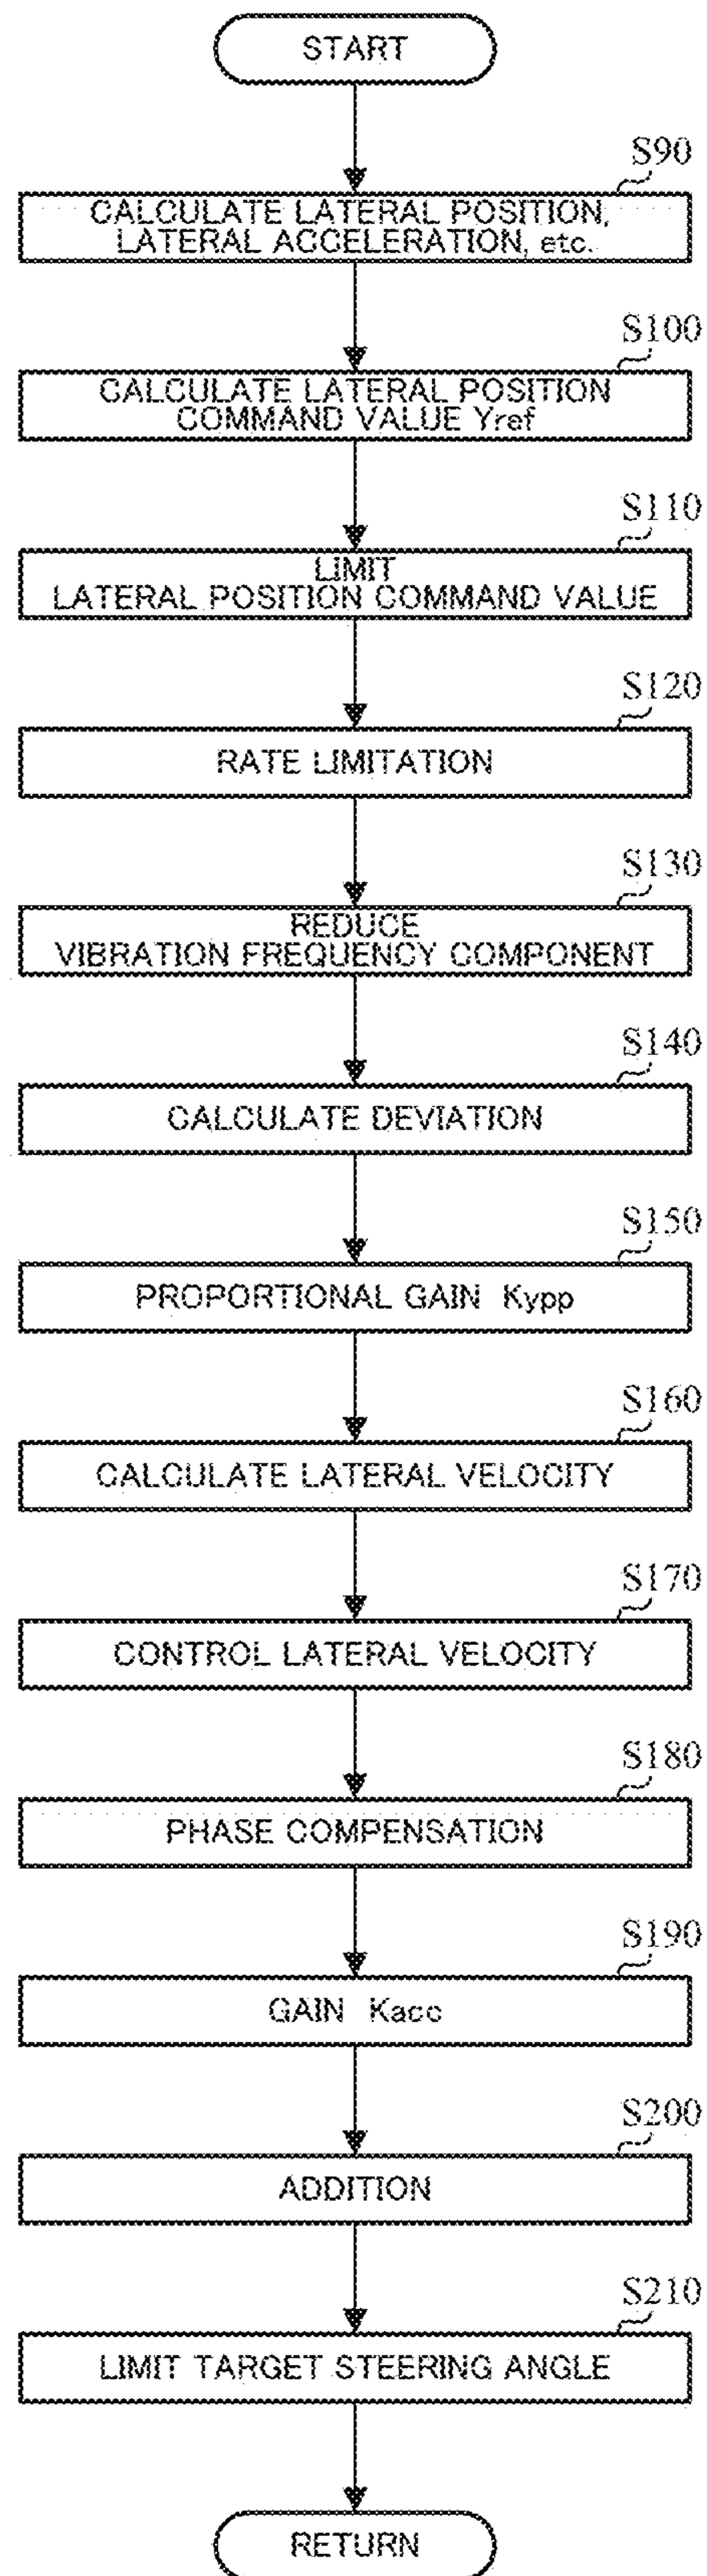 START
S90
CALCULATE LATERAL POSITION,
LATERAL ACCELERATION, etc.
S100
CALCULATE LATERAL POSITION
COMMAND VALUE Yref
S110
LIMIT
LATERAL POSITION COMMAND VALUE
S120
RATE LIMITATION
S130
REDUCE
VIBRATION FREQUENCY COMPONENT
S140
CALCULATE DEVIATION
S150
PROPORTIONAL GAIN Kypp
S160
CALCULATE LATERAL VELOCITY
S170
CONTROL LATERAL VELOCITY
S180
PHASE COMPENSATION
S190
GAIN Kacc
S200
ADDITION
S210
LIMIT TARGET STEERING ANGLE
RETURN